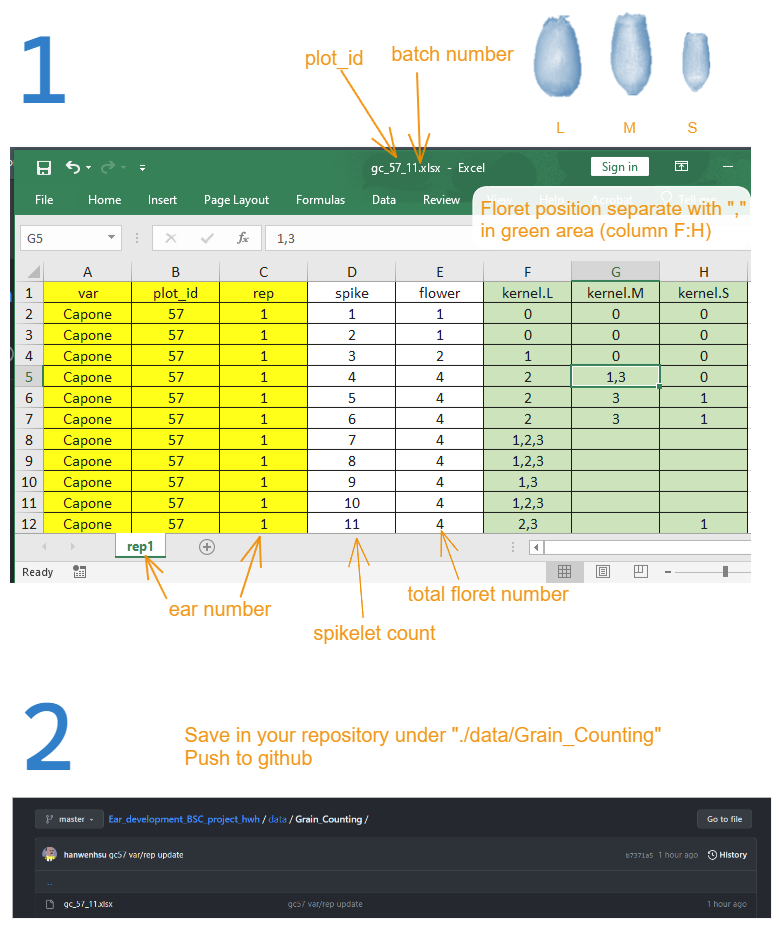 1
plot_id batch number
L M S
gc_57_11.xlsx - Excel Sign in
File Home Insert Page Layout Formulas Data Review
Floret position separate with ","
in green area (column F:H)
G5 fx 1,3
A B C D E F G H
1 var plot_id rep spike flower kernel.L kernel.M kernel.S
2 Capone 57 1 1 1 0 0 0
3 Capone 57 1 2 1 0 0 0
4 Capone 57 1 3 2 1 0 0
5 Capone 57 1 4 4 2 1,3 0
6 Capone 57 1 5 4 2 3 1
7 Capone 57 1 6 4 2 3 1
8 Capone 57 1 7 4 1,2,3
9 Capone 57 1 8 4 1,2,3
10 Capone 57 1 9 4 1,3
11 Capone 57 1 10 4 1,2,3
12 Capone 57 1 11 4 2,3 1
rep1
Ready
ear number
total floret number
spikelet count
2
Save in your repository under "./data/Grain_Counting"
Push to github
master Ear_development_BSC_project_hwh / data / Grain_Counting / Go to file
hanwenhsu gc57 var/rep update b7371a5 1 hour ago History
..
gc_57_11.xlsx gc57 var/rep update 1 hour ago